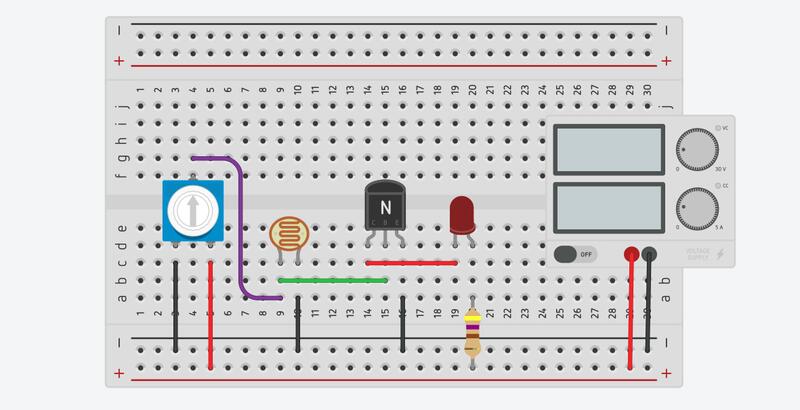 − −
+ +
1 2 3 4 5 6 7 8 9 10 11 12 13 14 15 16 17 18 19 20 21 22 23 24 25 26 27 28 29 30
j j
i
h
g
f
VC
0 30 V
CC
0 5 A
N
C B E
OFF
VOLTAGE
SUPPLY
e
d
c
b b
a a
1 2 3 4 5 6 7 8 9 10 11 12 13 14 15 16 17 18 19 20 21 22 23 24 25 26 27 28 29 30
− −
+ +